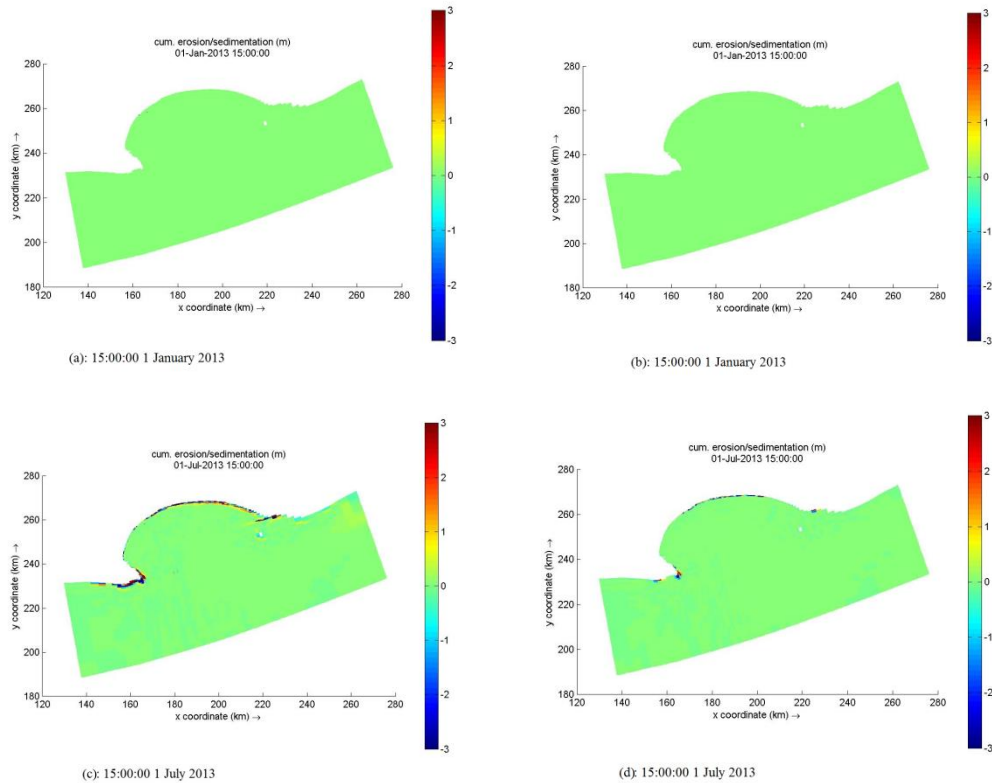 cum. erosion/sedimentation (m)
01-Jan-2013 15:00:00
280
260
240
220
200
180
120 140 160 180 200 220 240 260 280
x coordinate (km) →
y coordinate (km) →
3
2
1
0
-1
-2
-3
(a): 15:00:00 1 January 2013
cum. erosion/sedimentation (m)
01-Jan-2013 15:00:00
280
260
240
220
200
180
120 140 160 180 200 220 240 260 280
x coordinate (km) →
y coordinate (km) →
3
2
1
0
-1
-2
-3
(b): 15:00:00 1 January 2013
cum. erosion/sedimentation (m)
01-Jul-2013 15:00:00
280
260
240
220
200
180
120 140 160 180 200 220 240 260 280
x coordinate (km) →
y coordinate (km) →
3
2
1
0
-1
-2
-3
(c): 15:00:00 1 July 2013
cum. erosion/sedimentation (m)
01-Jul-2013 15:00:00
280
260
240
220
200
180
120 140 160 180 200 220 240 260 280
x coordinate (km) →
y coordinate (km) →
3
2
1
0
-1
-2
-3
(d): 15:00:00 1 July 2013